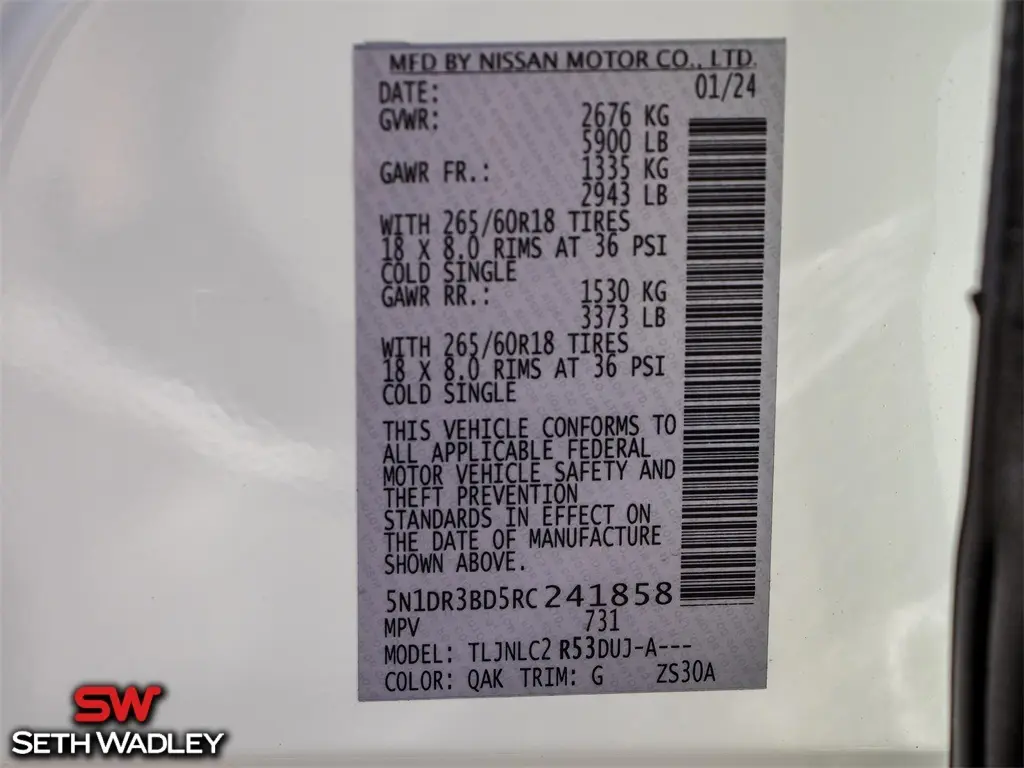 MFD BY NISSAN MOTOR CO., LTD.
DATE: 01/24
GVWR: 2676 KG
5900 LB
GAWR FR.: 1335 KG
2943 LB
WITH 265/60R18 TIRES
18 X 8.0 RIMS AT 36 PSI
COLD SINGLE
GAWR RR.: 1530 KG
3373 LB
WITH 265/60R18 TIRES
18 X 8.0 RIMS AT 36 PSI
COLD SINGLE
THIS VEHICLE CONFORMS TO
ALL APPLICABLE FEDERAL
MOTOR VEHICLE SAFETY AND
THEFT PREVENTION
STANDARDS IN EFFECT ON
THE DATE OF MANUFACTURE
SHOWN ABOVE.
5N1DR3BD5RC241858
MPV 731
MODEL: TLJNLC2 R53DUJ-A---
COLOR: QAK TRIM: G ZS30A
SW
SETH WADLEY